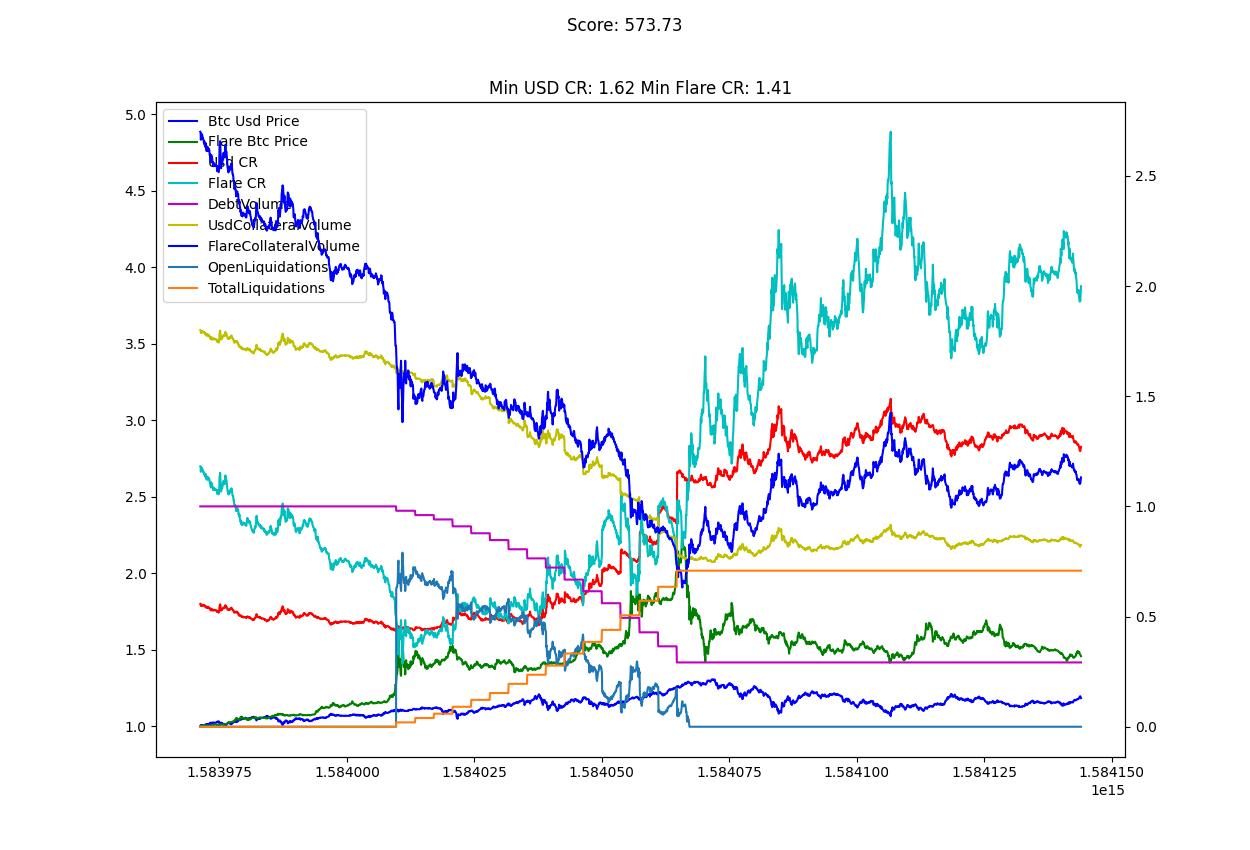 Score: 573.73
Min USD CR: 1.62 Min Flare CR: 1.41
Btc Usd Price
Flare Btc Price
Usd CR
Flare CR
DebtVolume
UsdCollateralVolume
FlareCollateralVolume
OpenLiquidations
TotalLiquidations
5.0
4.5
4.0
3.5
3.0
2.5
2.0
1.5
1.0
2.5
2.0
1.5
1.0
0.5
0.0
1.583975 1.584000 1.584025 1.584050 1.584075 1.584100 1.584125 1.584150
1e15